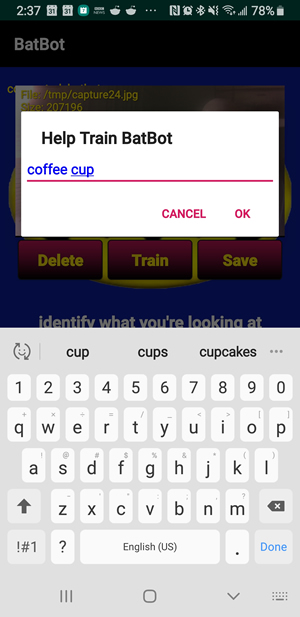 2:37
NEWS
78%
BatBot
File: /tmp/capture24.jpg
Size: 207196
Help Train BatBot
coffee cup
CANCEL OK
Delete Train Save
identify what you're looking at
cup cups cupcakes
1 2 3 4 5 6 7 8 9 0
q w e r t y u i o p
a s d f g h j k l
z x c v b n m
!#1 ? English (US) . Done